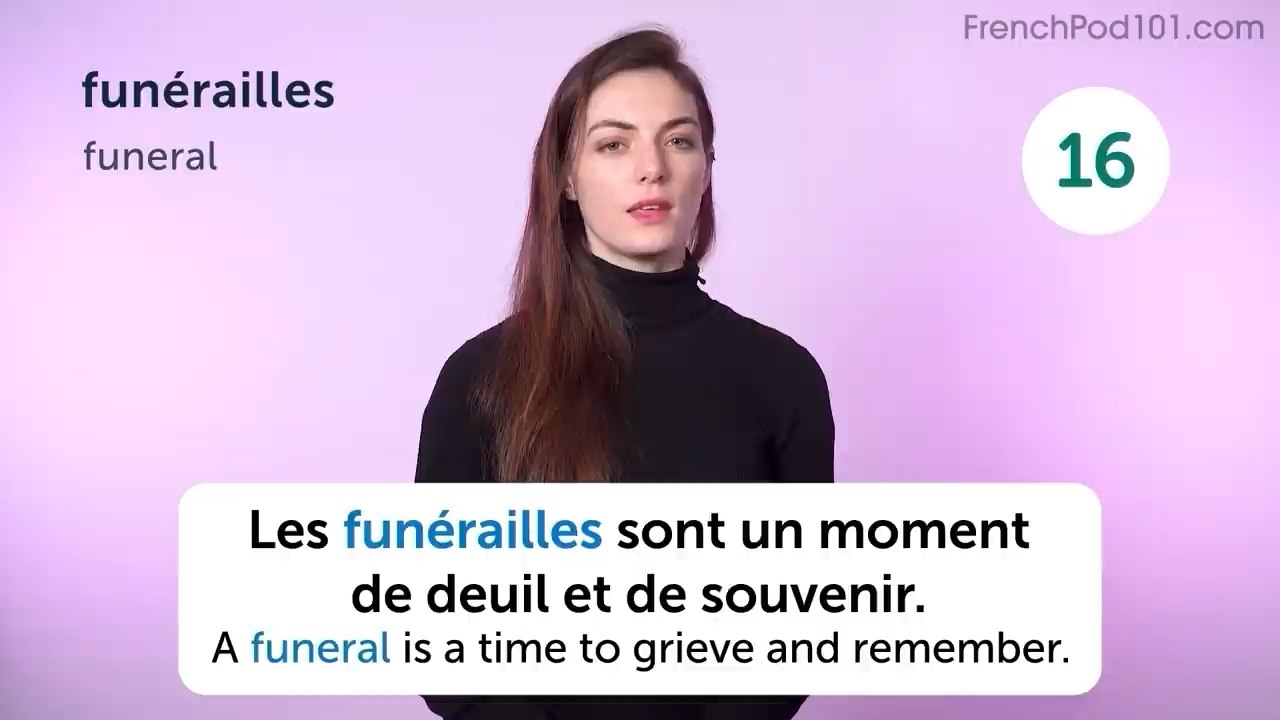 FrenchPod101.com
funérailles
funeral
16
Les funérailles sont un moment
de deuil et de souvenir.
A funeral is a time to grieve and remember.